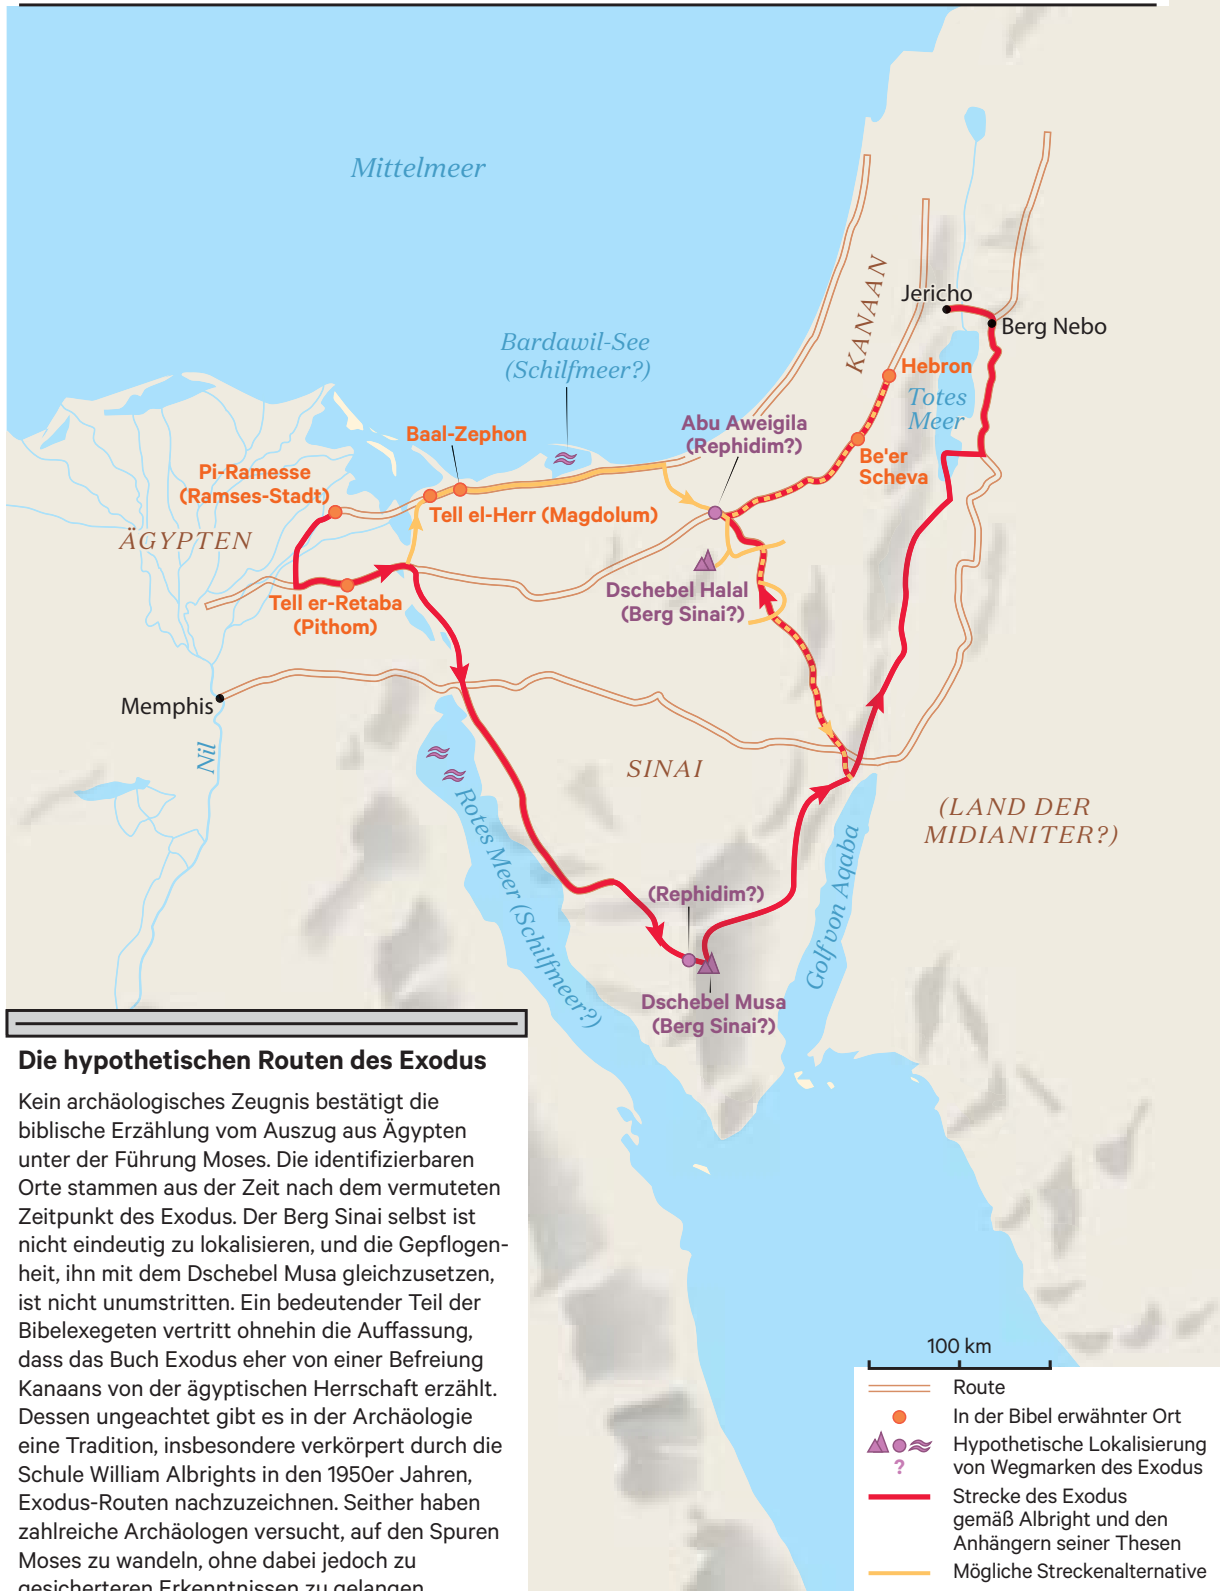 Mittelmeer
KANAAN
Jericho
Berg Nebo
Bardawil-See
(Schilfmeer?)
Hebron
Totes
Meer
Abu Aweigila
(Rephidim?)
Baal-Zephon
Be'er
Scheva
Pi-Ramesse
(Ramses-Stadt)
Tell el-Herr (Magdolum)
ÄGYPTEN
Dschebel Halal
(Berg Sinai?)
Tell er-Retaba
(Pithom)
Memphis
Nil
SINAI
(LAND DER
MIDIANITER?)
Rotes Meer (Schilfmeer?)
Golf von Aqaba
(Rephidim?)
Dschebel Musa
(Berg Sinai?)
Die hypothetischen Routen des Exodus
Kein archäologisches Zeugnis bestätigt die
biblische Erzählung vom Auszug aus Ägypten
unter der Führung Moses. Die identifizierbaren
Orte stammen aus der Zeit nach dem vermuteten
Zeitpunkt des Exodus. Der Berg Sinai selbst ist
nicht eindeutig zu lokalisieren, und die Gepflogen-
heit, ihn mit dem Dschebel Musa gleichzusetzen,
ist nicht unumstritten. Ein bedeutender Teil der
Bibelexegeten vertritt ohnehin die Auffassung,
dass das Buch Exodus eher von einer Befreiung
Kanaans von der ägyptischen Herrschaft erzählt.
Dessen ungeachtet gibt es in der Archäologie
eine Tradition, insbesondere verkörpert durch die
Schule William Albrights in den 1950er Jahren,
Exodus-Routen nachzuzeichnen. Seither haben
zahlreiche Archäologen versucht, auf den Spuren
Moses zu wandeln, ohne dabei jedoch zu
gesicherteren Erkenntnissen zu gelangen
100 km
Route
In der Bibel erwähnter Ort
Hypothetische Lokalisierung
von Wegmarken des Exodus
?
Strecke des Exodus
gemäß Albright und den
Anhängern seiner Thesen
Mögliche Streckenalternative